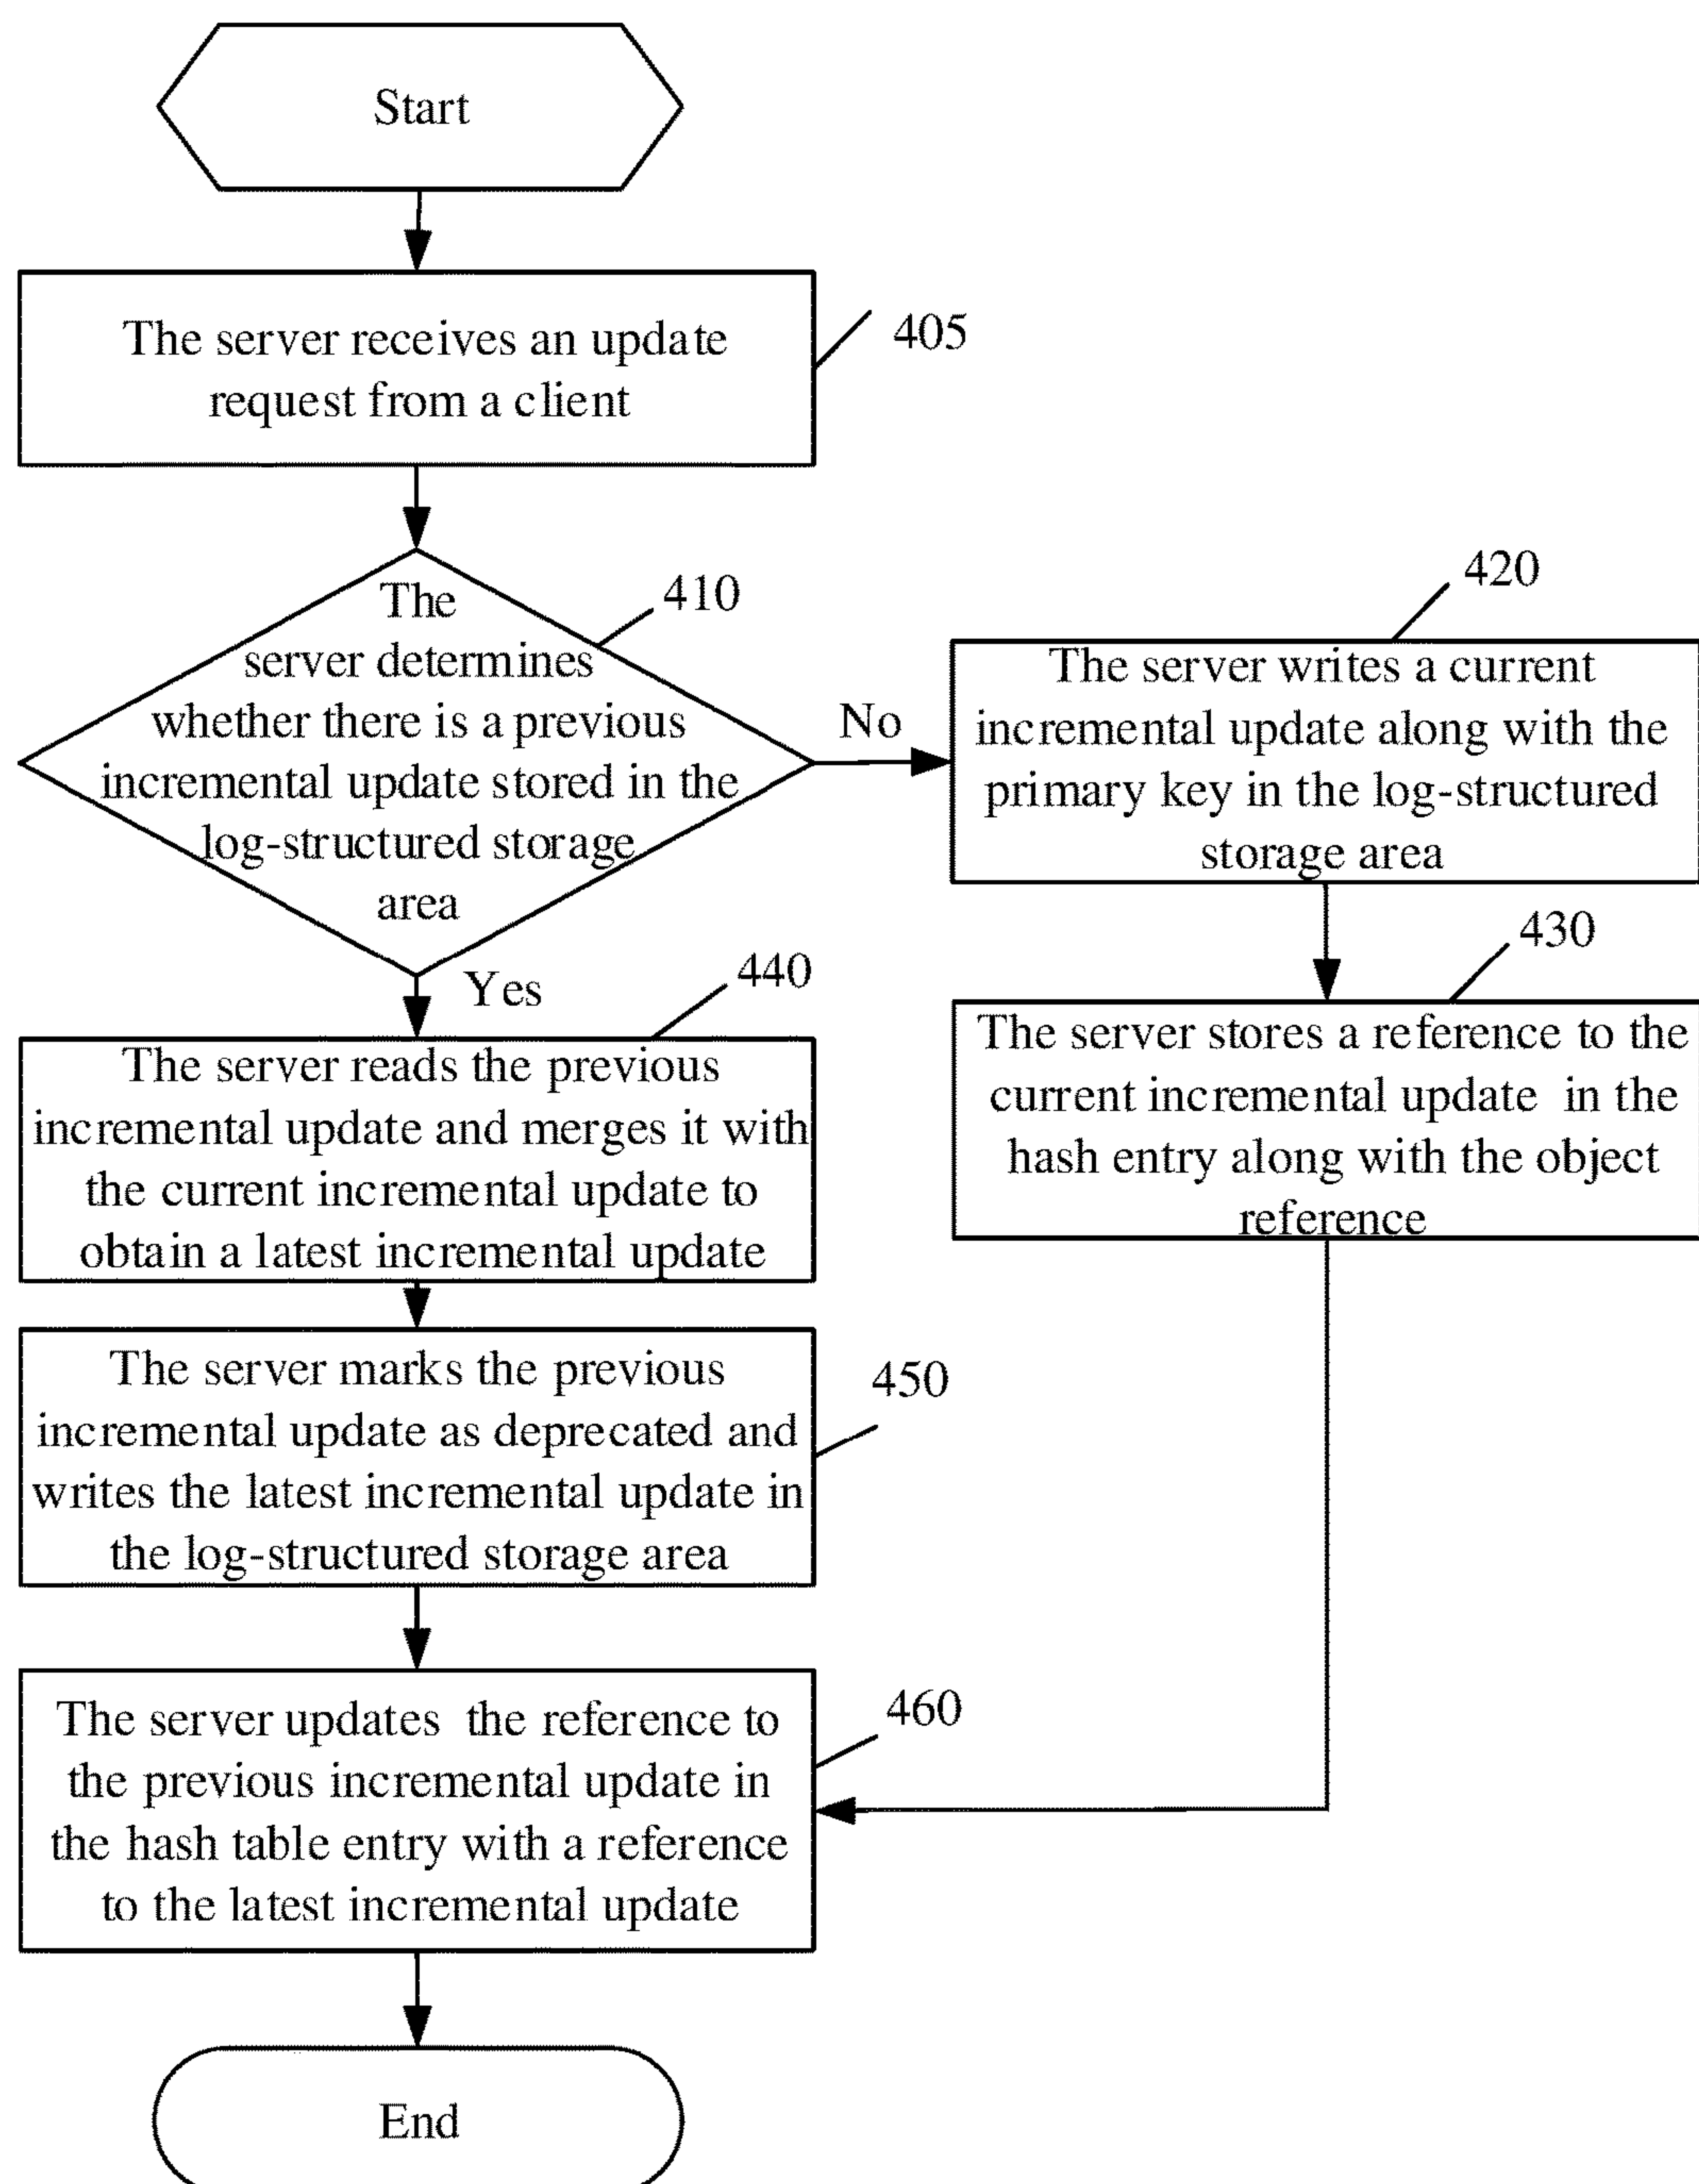 Start
The server receives an update
request from a client
405
The
server determines
whether there is a previous
incremental update stored in the
log-structured storage
area
410
No
Yes
420
The server writes a current
incremental update along with the
primary key in the log-structured
storage area
430
The server stores a reference to the
current incremental update in the
hash entry along with the object
reference
440
The server reads the previous
incremental update and merges it with
the current incremental update to
obtain a latest incremental update
The server marks the previous
incremental update as deprecated and
writes the latest incremental update in
the log-structured storage area
450
The server updates the reference to
the previous incremental update in
the hash table entry with a reference
to the latest incremental update
460
End